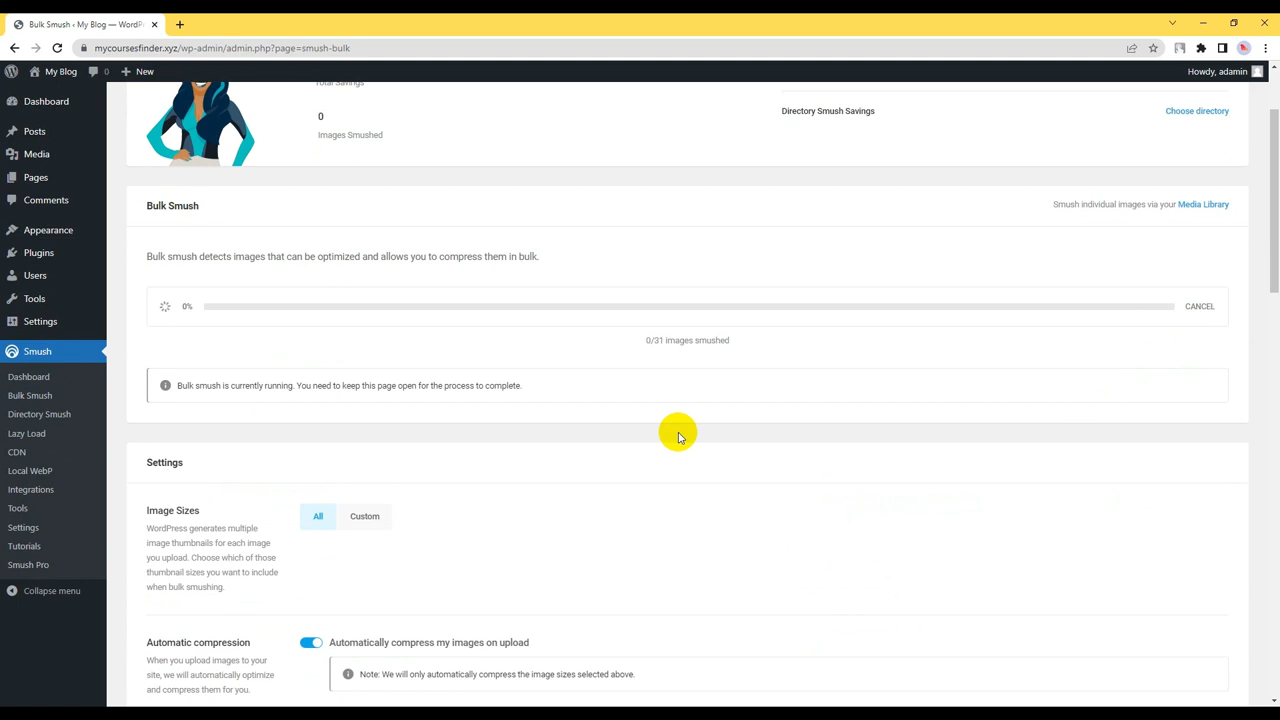 Bulk Smush ‹ My Blog — WordPr
mycoursesfinder.xyz/wp-admin/admin.php?page=smush-bulk
My Blog 0 New Howdy, adamin
Dashboard
Posts
Media
Pages
Comments
Appearance
Plugins
Users
Tools
Settings
Smush
Dashboard
Bulk Smush
Directory Smush
Lazy Load
CDN
Local WebP
Integrations
Tools
Settings
Tutorials
Smush Pro
Collapse menu
Total Savings
0
Images Smushed
Directory Smush Savings Choose directory
Bulk Smush Smush individual images via your Media Library
Bulk smush detects images that can be optimized and allows you to compress them in bulk.
0% CANCEL
0/31 images smushed
Bulk smush is currently running. You need to keep this page open for the process to complete.
Settings
Image Sizes
WordPress generates multiple
image thumbnails for each image
you upload. Choose which of those
thumbnail sizes you want to include
when bulk smushing.
All Custom
Automatic compression
When you upload images to your
site, we will automatically optimize
and compress them for you.
Automatically compress my images on upload
Note: We will only automatically compress the image sizes selected above.